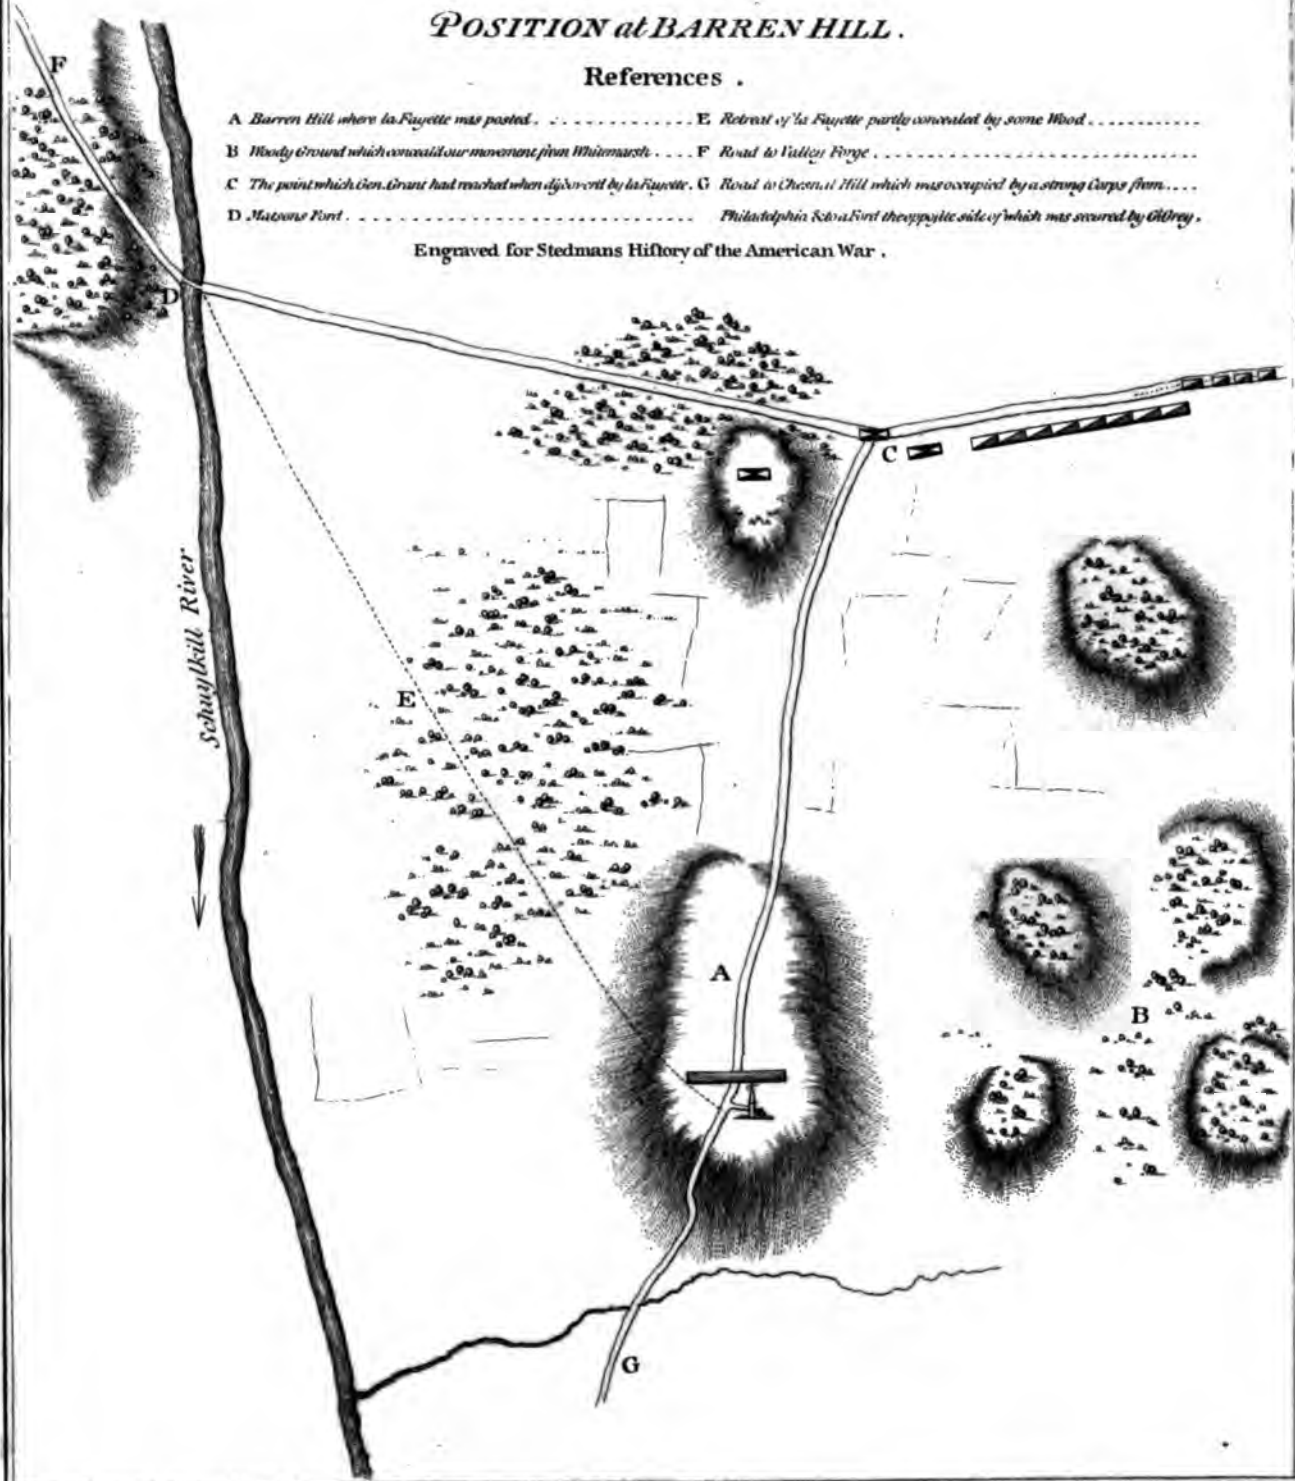 POSITION at BARREN HILL.
References.
A Barren Hill where la Fayette was posted.
B Woody Ground which conceald our movement from Whitemarsh.
C The point which Gen. Grant had reached when discoverd by la Fayette.
D Matsons Ford.
E Retreat of la Fayette partly concealed by some Wood.
F Road to Valley Forge.
G Road to Chesnut Hill which was occupied by a strong Corps from
Philadelphia & to a Ford the opposite side of which was secured by Gl Grey.
Engraved for Stedmans History of the American War.
F
D
C
Schuylkill River
E
A
B
G